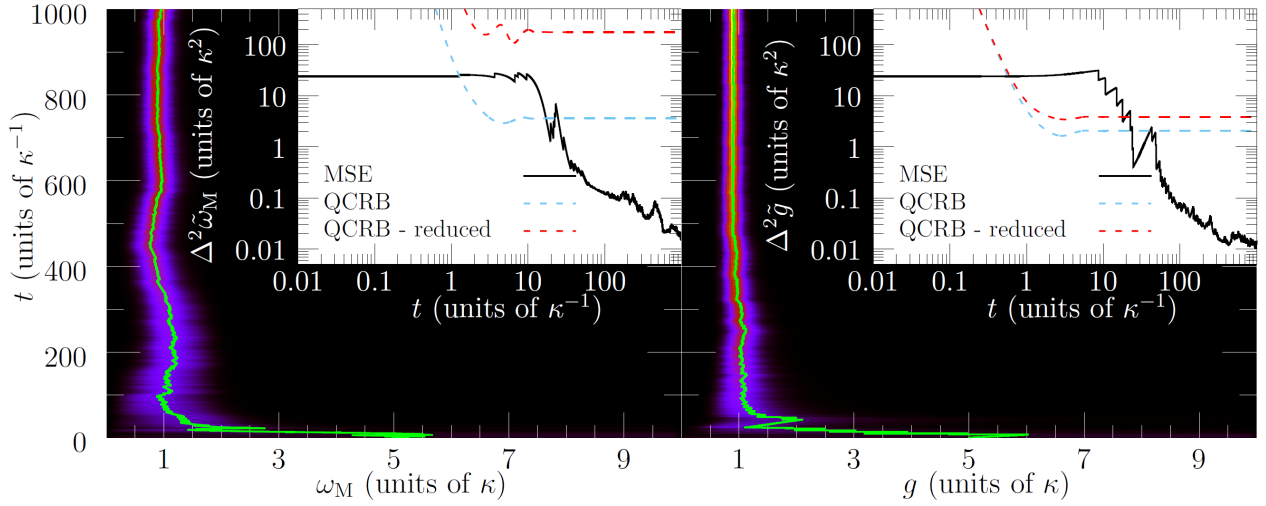 1000
800
600
400
200
0
t (units of κ⁻¹)
1 3 5 7 9
ω_M (units of κ)
Δ²ω̃_M (units of κ²)
100
10
1
0.1
0.01
MSE
QCRB
QCRB - reduced
0.01 0.1 1 10 100
t (units of κ⁻¹)
1 3 5 7 9
g (units of κ)
Δ²g̃ (units of κ²)
100
10
1
0.1
0.01
MSE
QCRB
QCRB - reduced
0.01 0.1 1 10 100
t (units of κ⁻¹)